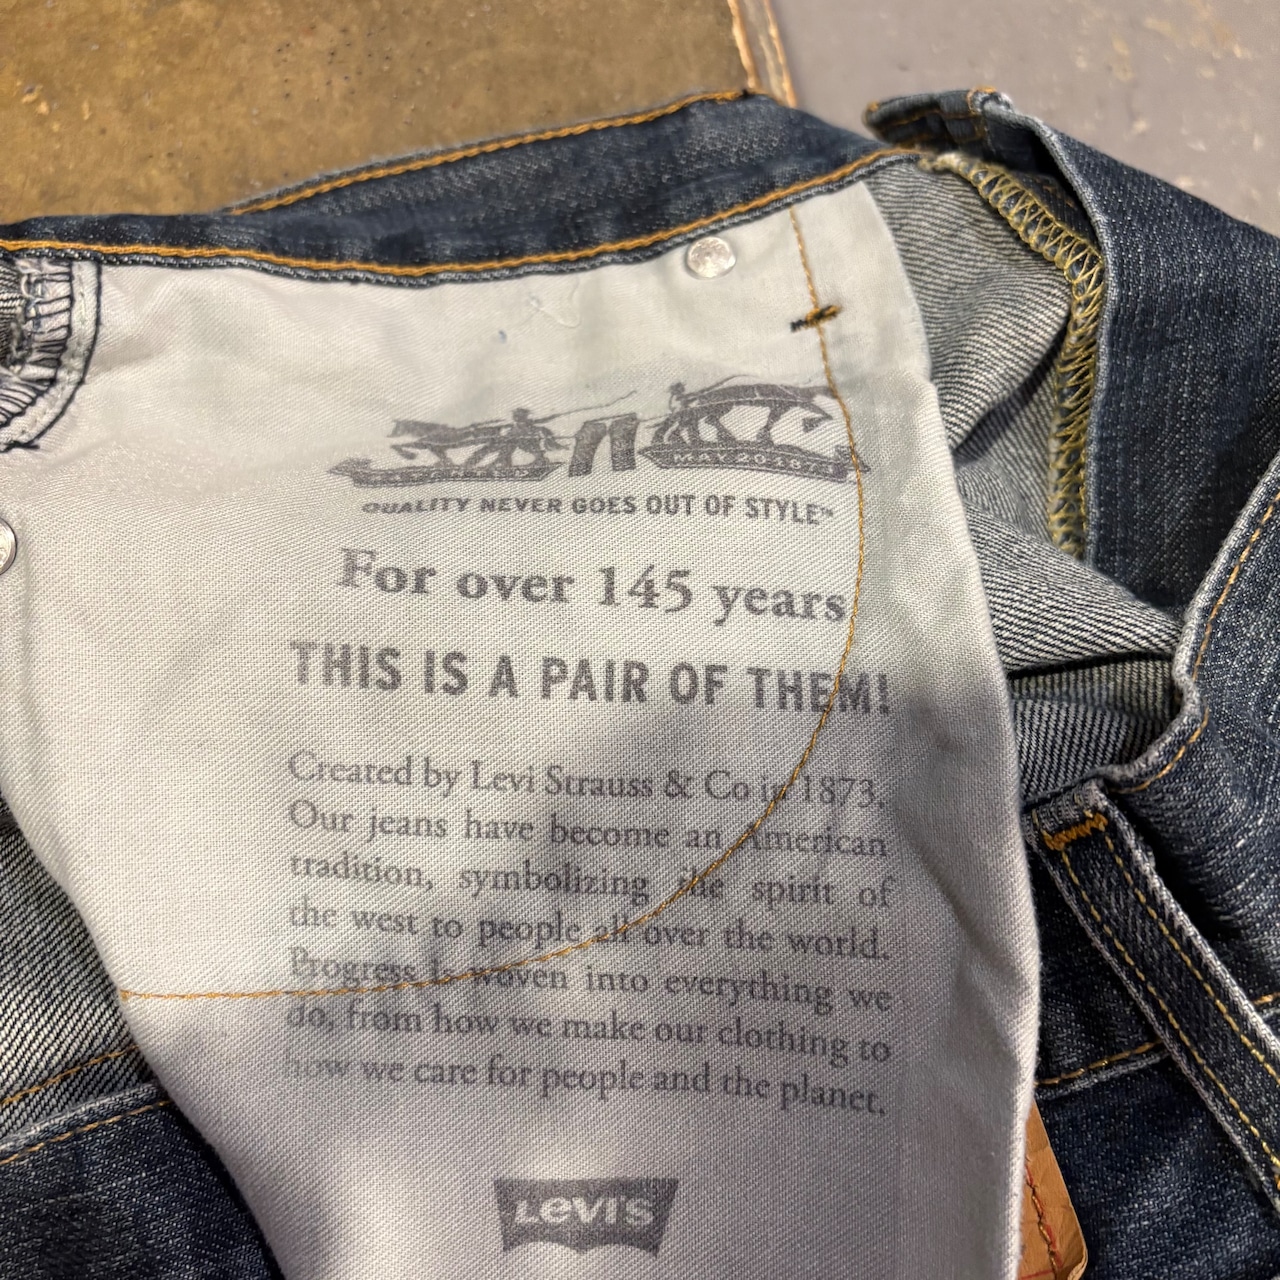 MAY 20 1873
QUALITY NEVER GOES OUT OF STYLE™
For over 145 years
THIS IS A PAIR OF THEM!
Created by Levi Strauss & Co in 1873.
Our jeans have become an American
tradition, symbolizing the spirit of
the west to people all over the world.
Progress is woven into everything we
do, from how we make our clothing to
how we care for people and the planet.
LEVI'S